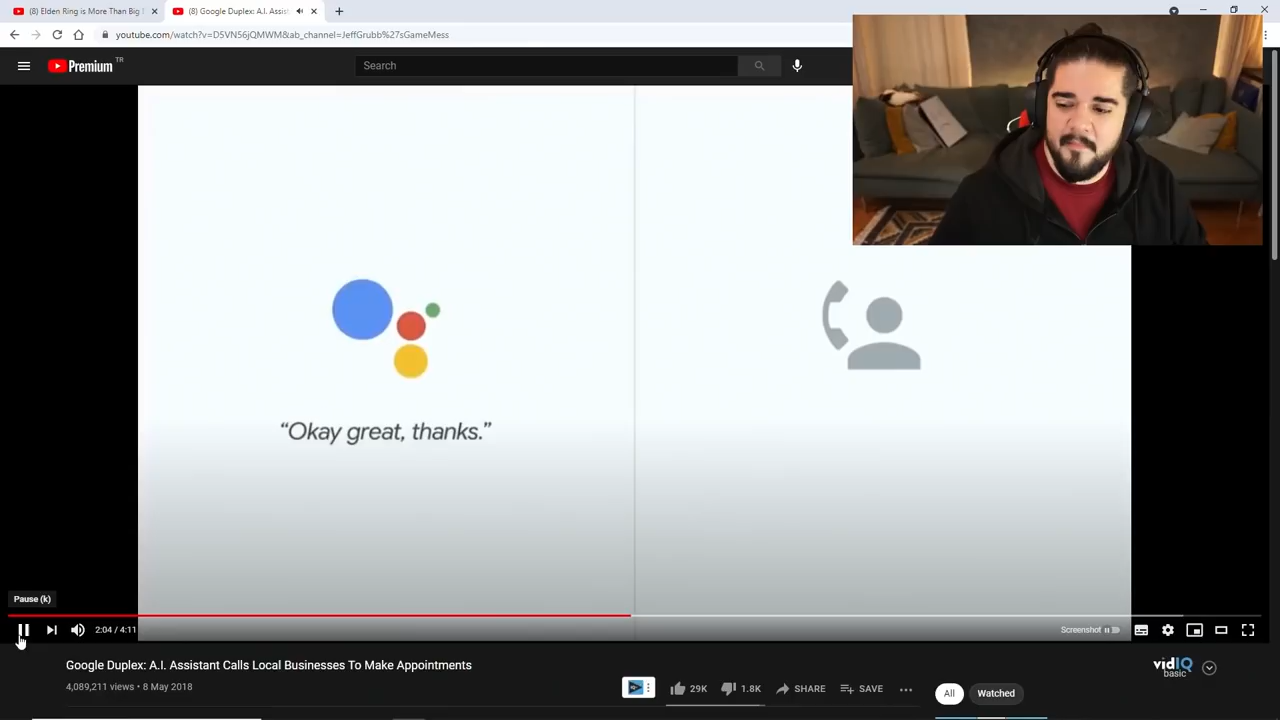 (8) Elden Ring is More Than Big
(8) Google Duplex: A.I. Assist
youtube.com/watch?v=D5VN56jQMWM&ab_channel=JeffGrubb%27sGameMess
Premium TR
Search
“Okay great, thanks.”
Pause (k)
2:04 / 4:11
Screenshot
Google Duplex: A.I. Assistant Calls Local Businesses To Make Appointments
4,089,211 views • 8 May 2018
29K
1.8K
SHARE
SAVE
vidIQ
basic
All
Watched